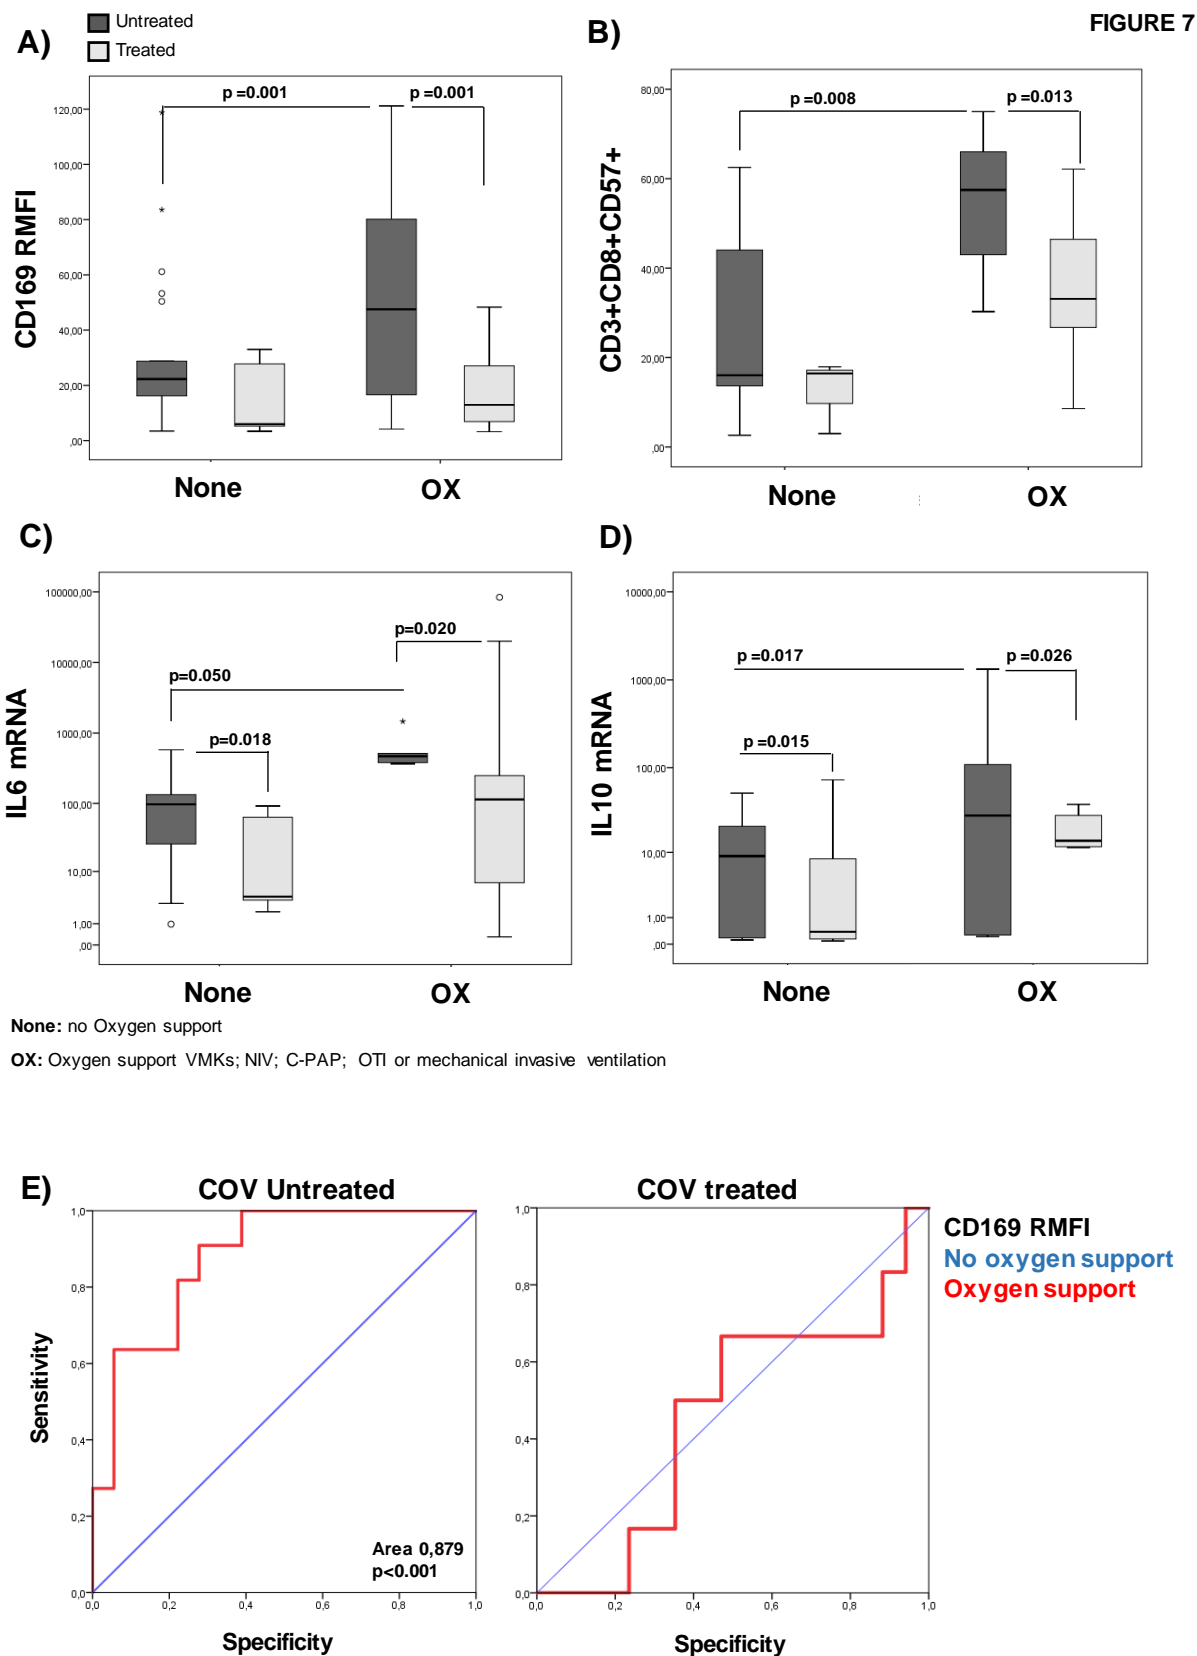 FIGURE 7
Untreated
Treated
A)
p =0.001
p =0.001
120,00
100,00
80,00
60,00
40,00
20,00
,00
CD169 RMFI
None
OX
B)
p =0.008
p =0.013
80,00
60,00
40,00
20,00
,00
CD3+CD8+CD57+
None
OX
C)
100000,00
10000,00
1000,00
100,00
10,00
1,00
,00
IL6 mRNA
p=0.050
p=0.018
p=0.020
None
OX
D)
10000,00
1000,00
100,00
10,00
1,00
,00
IL10 mRNA
p =0.017
p =0.015
p =0.026
None
OX
None: no Oxygen support
OX: Oxygen support VMKs; NIV; C-PAP; OTI or mechanical invasive ventilation
E)
COV Untreated
1,0
0,8
0,6
0,4
0,2
0,0
Sensitivity
Area 0,879
p<0.001
0,0 0,2 0,4 0,6 0,8 1,0
Specificity
COV treated
1,0
0,8
0,6
0,4
0,2
0,0
0,0 0,2 0,4 0,6 0,8 1,0
Specificity
CD169 RMFI
No oxygen support
Oxygen support